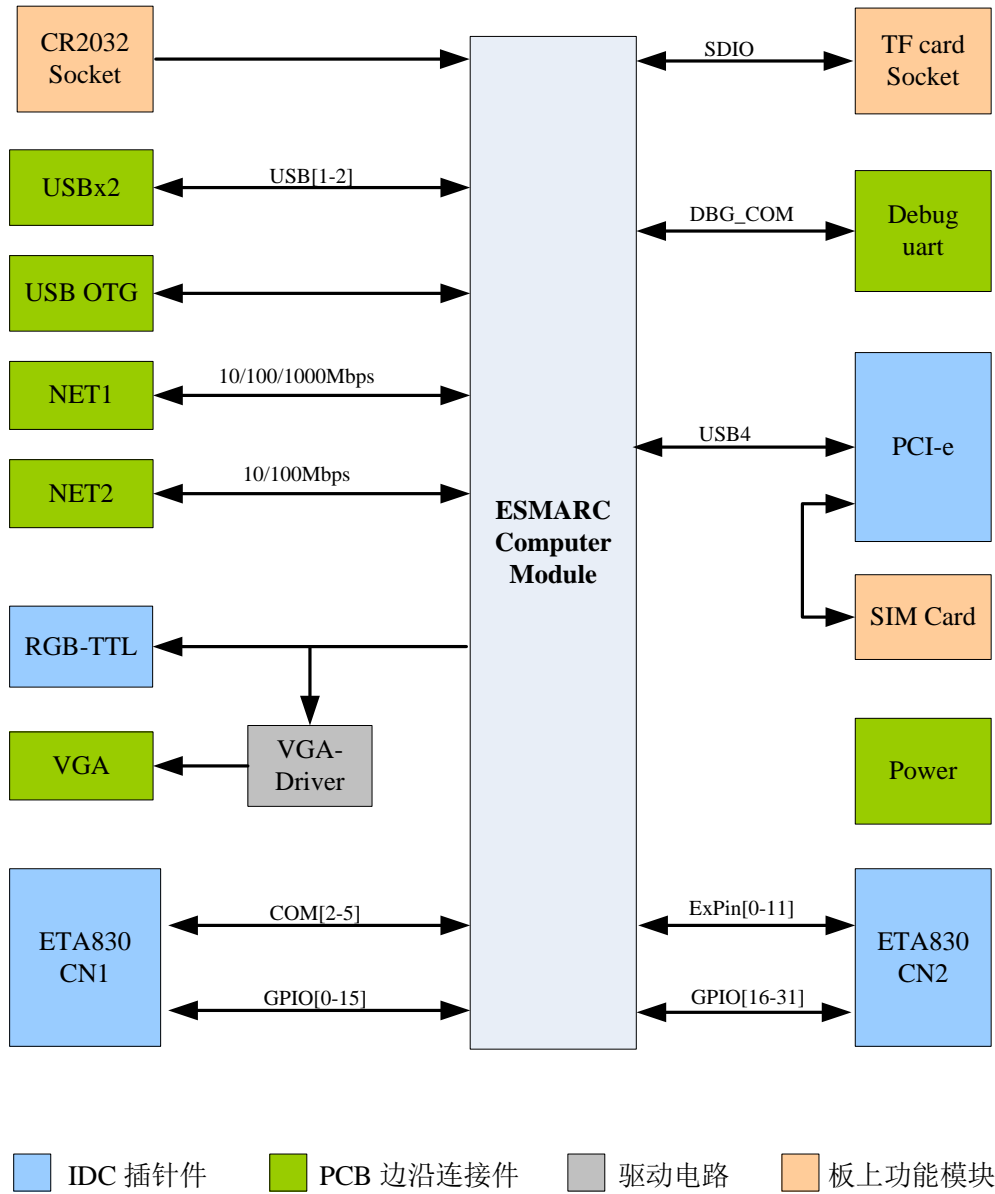 CR2032
Socket
SDIO
TF card
Socket
USBx2
USB[1-2]
DBG_COM
Debug
uart
USB OTG
NET1
10/100/1000Mbps
USB4
PCI-e
NET2
10/100Mbps
ESMARC
Computer
Module
RGB-TTL
SIM Card
VGA
VGA-
Driver
Power
ETA830
CN1
COM[2-5]
GPIO[0-15]
ExPin[0-11]
GPIO[16-31]
ETA830
CN2
IDC 插针件
PCB 边沿连接件
驱动电路
板上功能模块